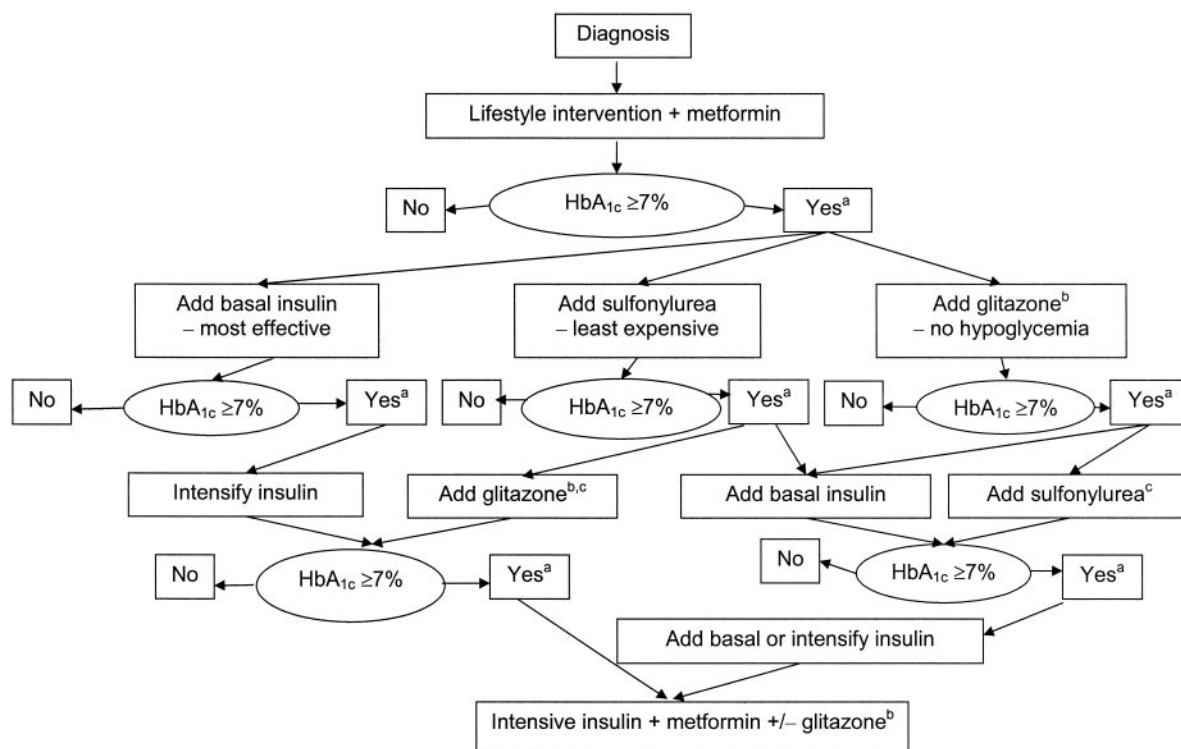 Diagnosis
Lifestyle intervention + metformin
No
HbA1c ≥7%
Yesa
Add basal insulin
– most effective
Add sulfonylurea
– least expensive
Add glitazoneb
– no hypoglycemia
No
HbA1c ≥7%
Yesa
No
HbA1c ≥7%
Yesa
No
HbA1c ≥7%
Yesa
Intensify insulin
Add glitazoneb,c
Add basal insulin
Add sulfonylureac
No
HbA1c ≥7%
Yesa
No
HbA1c ≥7%
Yesa
Add basal or intensify insulin
Intensive insulin + metformin +/– glitazoneb